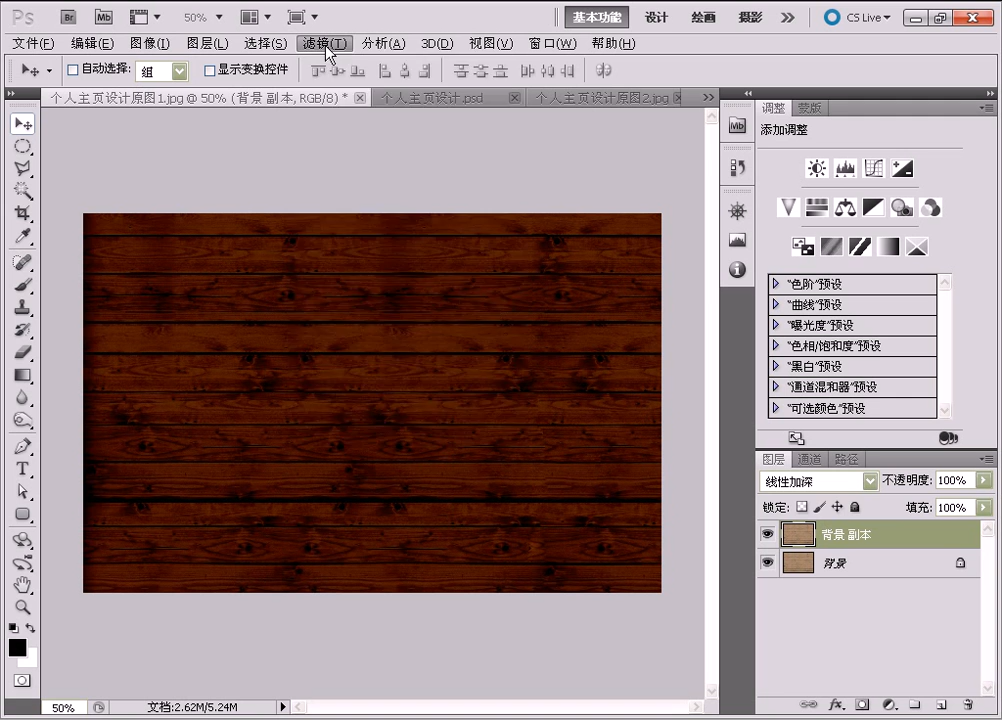 Ps Br Mb 50% 基本功能 设计 绘画 摄影 CS Live
文件(F) 编辑(E) 图像(I) 图层(L) 选择(S) 滤镜(T) 分析(A) 3D(D) 视图(V) 窗口(W) 帮助(H)
自动选择: 组 显示变换控件
个人主页设计原图1.jpg @ 50% (背景 副本, RGB/8) * 个人主页设计.psd 个人主页设计原图2.jpg
Mb
调整 蒙版
添加调整
“色阶”预设
“曲线”预设
“曝光度”预设
“色相/饱和度”预设
“黑白”预设
“通道混和器”预设
“可选颜色”预设
图层 通道 路径
线性加深 不透明度: 100%
锁定: 填充: 100%
背景 副本
背景
50% 文档:2.62M/5.24M